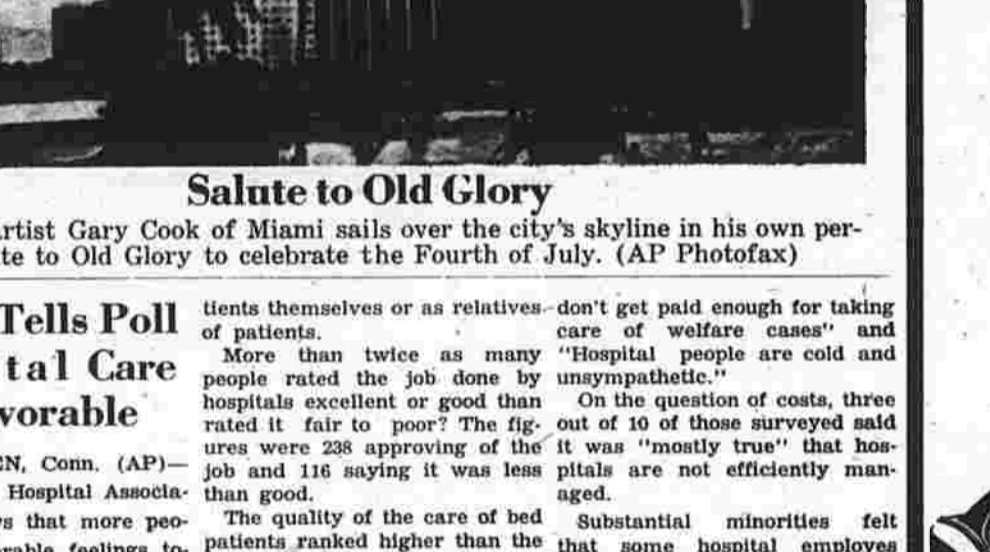 Salute to Old Glory
rtist Gary Cook of Miami sails over the city's skyline in his own per-
te to Old Glory to celebrate the Fourth of July. (AP Photofax)
Tells Poll
tal Care
vorable
N, Conn. (AP)—
Hospital Associa-
s that more peo-
rable feelings to-
tients themselves or as relatives
of patients.
More than twice as many
people rated the job done by
hospitals excellent or good than
rated it fair to poor? The fig-
ures were 238 approving of the
job and 116 saying it was less
than good.
The quality of the care of bed
patients ranked higher than the
don't get paid enough for taking
care of welfare cases" and
"Hospital people are cold and
unsympathetic."
On the question of costs, three
out of 10 of those surveyed said
it was "mostly true" that hos-
pitals are not efficiently man-
aged.
Substantial minorities felt
that some hospital employes